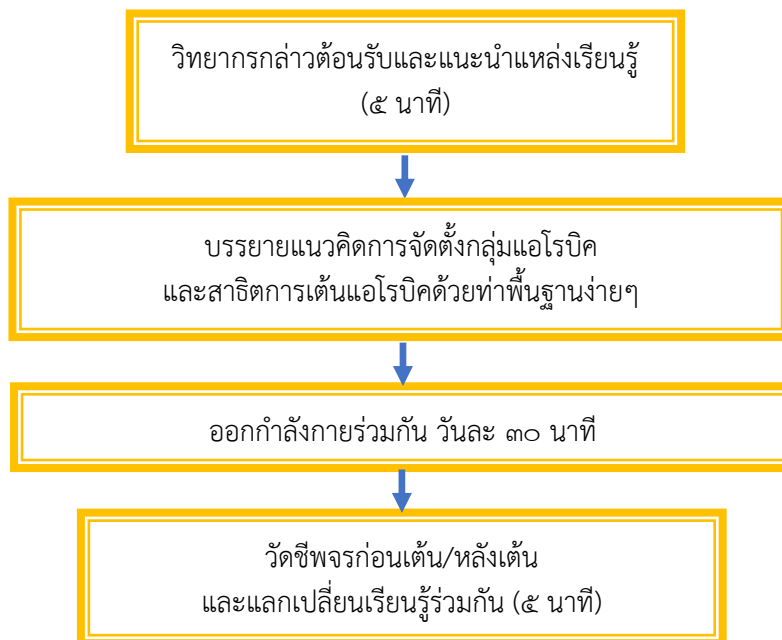 วิทยากรกล่าวต้อนรับและแนะนำแหล่งเรียนรู้
(๕ นาที)
บรรยายแนวคิดการจัดตั้งกลุ่มแอโรบิค
และสาธิตการเต้นแอโรบิคด้วยท่าพื้นฐานง่ายๆ
ออกกำลังกายร่วมกัน วันละ ๓๐ นาที
วัดชีพจรก่อนเต้น/หลังเต้น
และแลกเปลี่ยนเรียนรู้ร่วมกัน (๕ นาที)